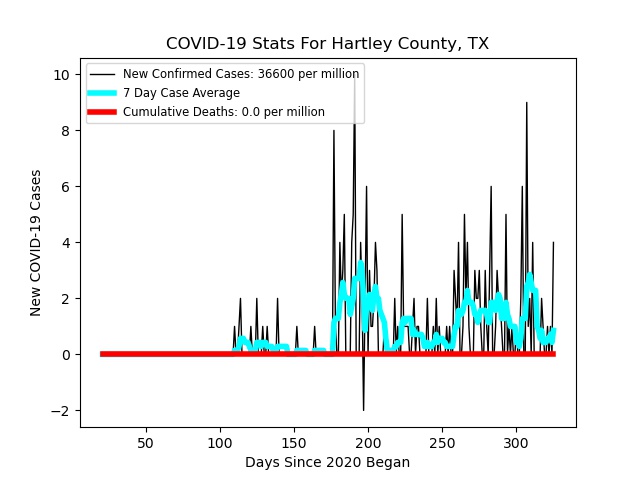 COVID-19 Stats For Hartley County, TX
New Confirmed Cases: 36600 per million
7 Day Case Average
Cumulative Deaths: 0.0 per million
New COVID-19 Cases
10
8
6
4
2
0
−2
50 100 150 200 250 300
Days Since 2020 Began